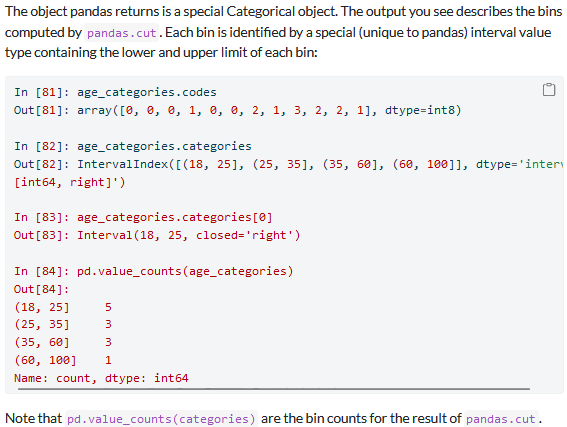 The object pandas returns is a special Categorical object. The output you see describes the bins
computed by pandas.cut. Each bin is identified by a special (unique to pandas) interval value
type containing the lower and upper limit of each bin:
In [81]: age_categories.codes
Out[81]: array([0, 0, 0, 1, 0, 0, 2, 1, 3, 2, 2, 1], dtype=int8)
In [82]: age_categories.categories
Out[82]: IntervalIndex([(18, 25], (25, 35], (35, 60], (60, 100]], dtype='interv
[int64, right]')
In [83]: age_categories.categories[0]
Out[83]: Interval(18, 25, closed='right')
In [84]: pd.value_counts(age_categories)
Out[84]:
(18, 25]     5
(25, 35]     3
(35, 60]     3
(60, 100]    1
Name: count, dtype: int64
Note that pd.value_counts(categories) are the bin counts for the result of pandas.cut.